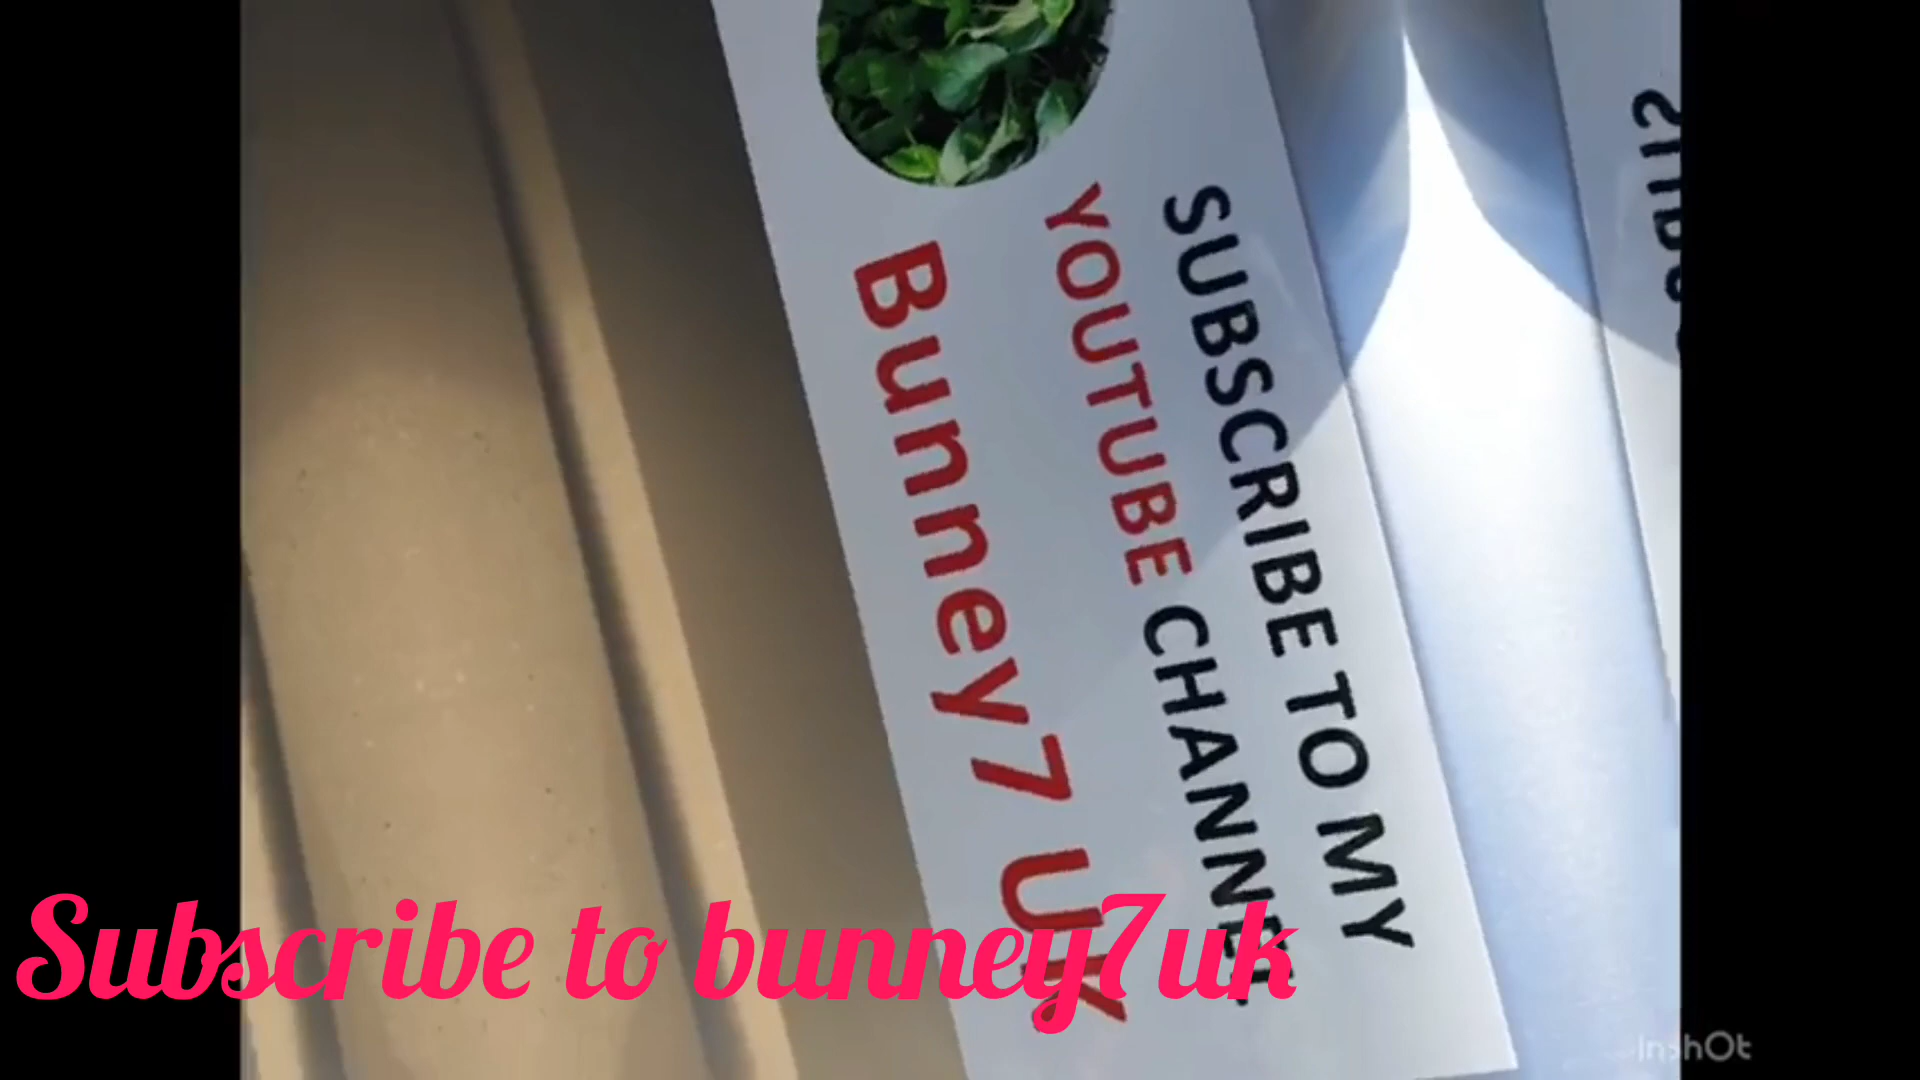 SUBSCRIBE TO MY
YOUTUBE CHANNEL
Bunney7 UK
Subscribe to bunney7uk
InShOt